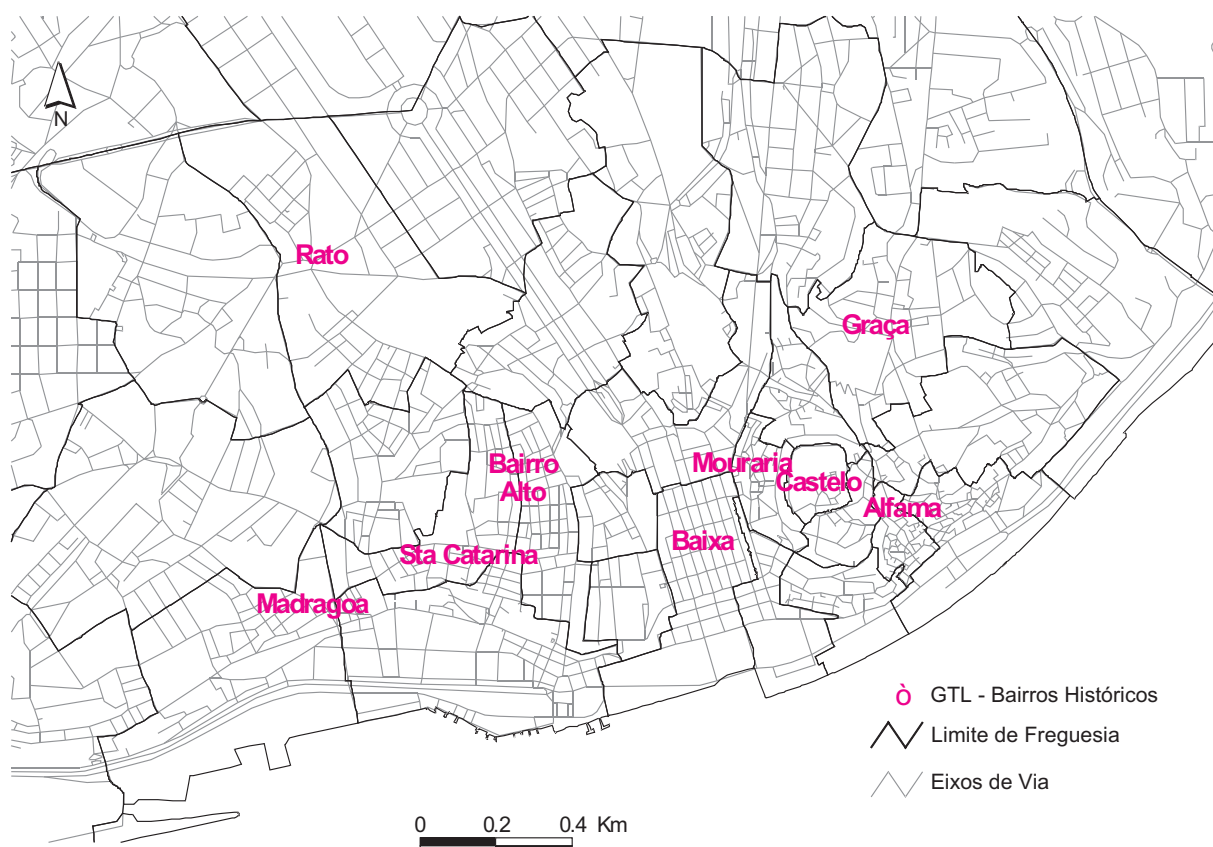 N
Rato
Graça
Bairro
Alto
Mouraria
Castelo
Alfama
Baixa
Sta Catarina
Madragoa
ò GTL - Bairros Históricos
Limite de Freguesia
Eixos de Via
0 0.2 0.4 Km